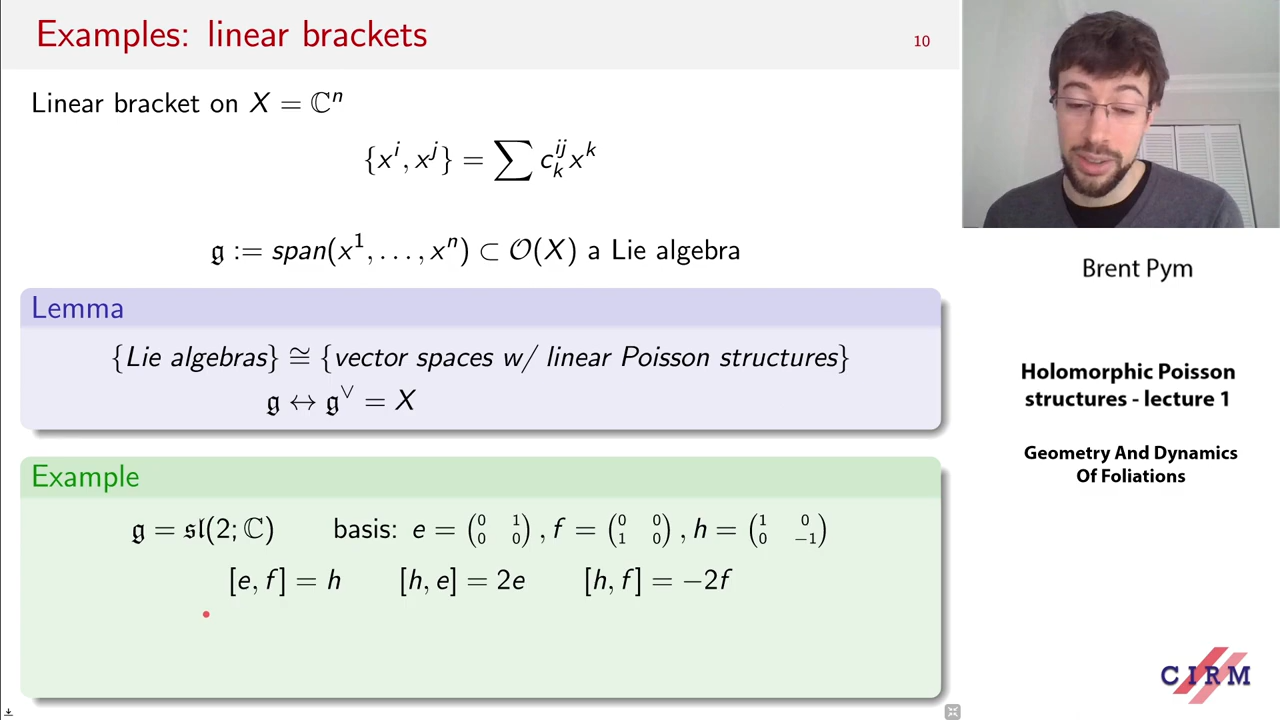 Examples: linear brackets
10
Linear bracket on X = ℂⁿ
{xⁱ, xʲ} = ∑ cᵢʲₖ xᵏ
𝔤 := span(x¹, . . . , xⁿ) ⊂ 𝒪(X) a Lie algebra
Lemma
{Lie algebras} ≅ {vector spaces w/ linear Poisson structures}
𝔤 ↔ 𝔤^∨ = X
Example
𝔤 = 𝔰𝔩(2; ℂ) basis: e = (0 1 0 0) , f = (0 0 1 0) , h = (1 0 0 −1)
[e, f] = h [h, e] = 2e [h, f] = −2f
Brent Pym
Holomorphic Poisson
structures - lecture 1
Geometry And Dynamics
Of Foliations
CIRM